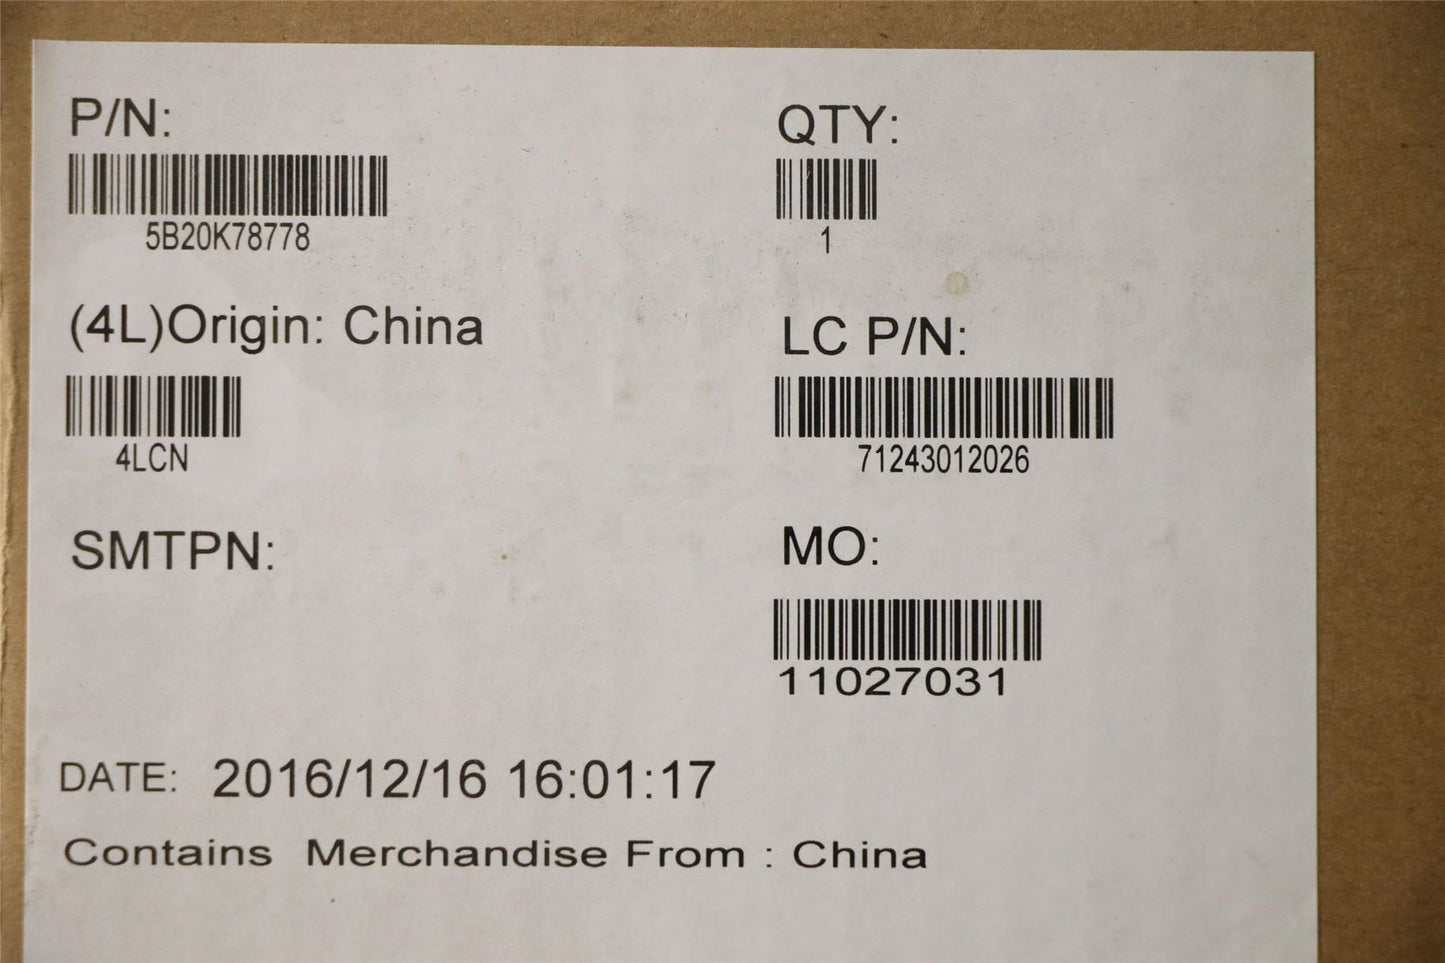 P/N:
5B20K78778
QTY:
1
(4L)Origin: China
4LCN
LC P/N:
71243012026
SMTPN:
MO:
11027031
DATE: 2016/12/16 16:01:17
Contains Merchandise From : China